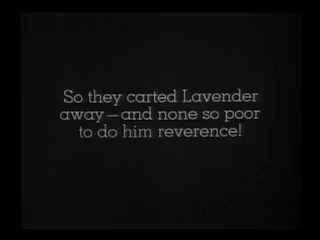 So they carted Lavender
away—and none so poor
to do him reverence!